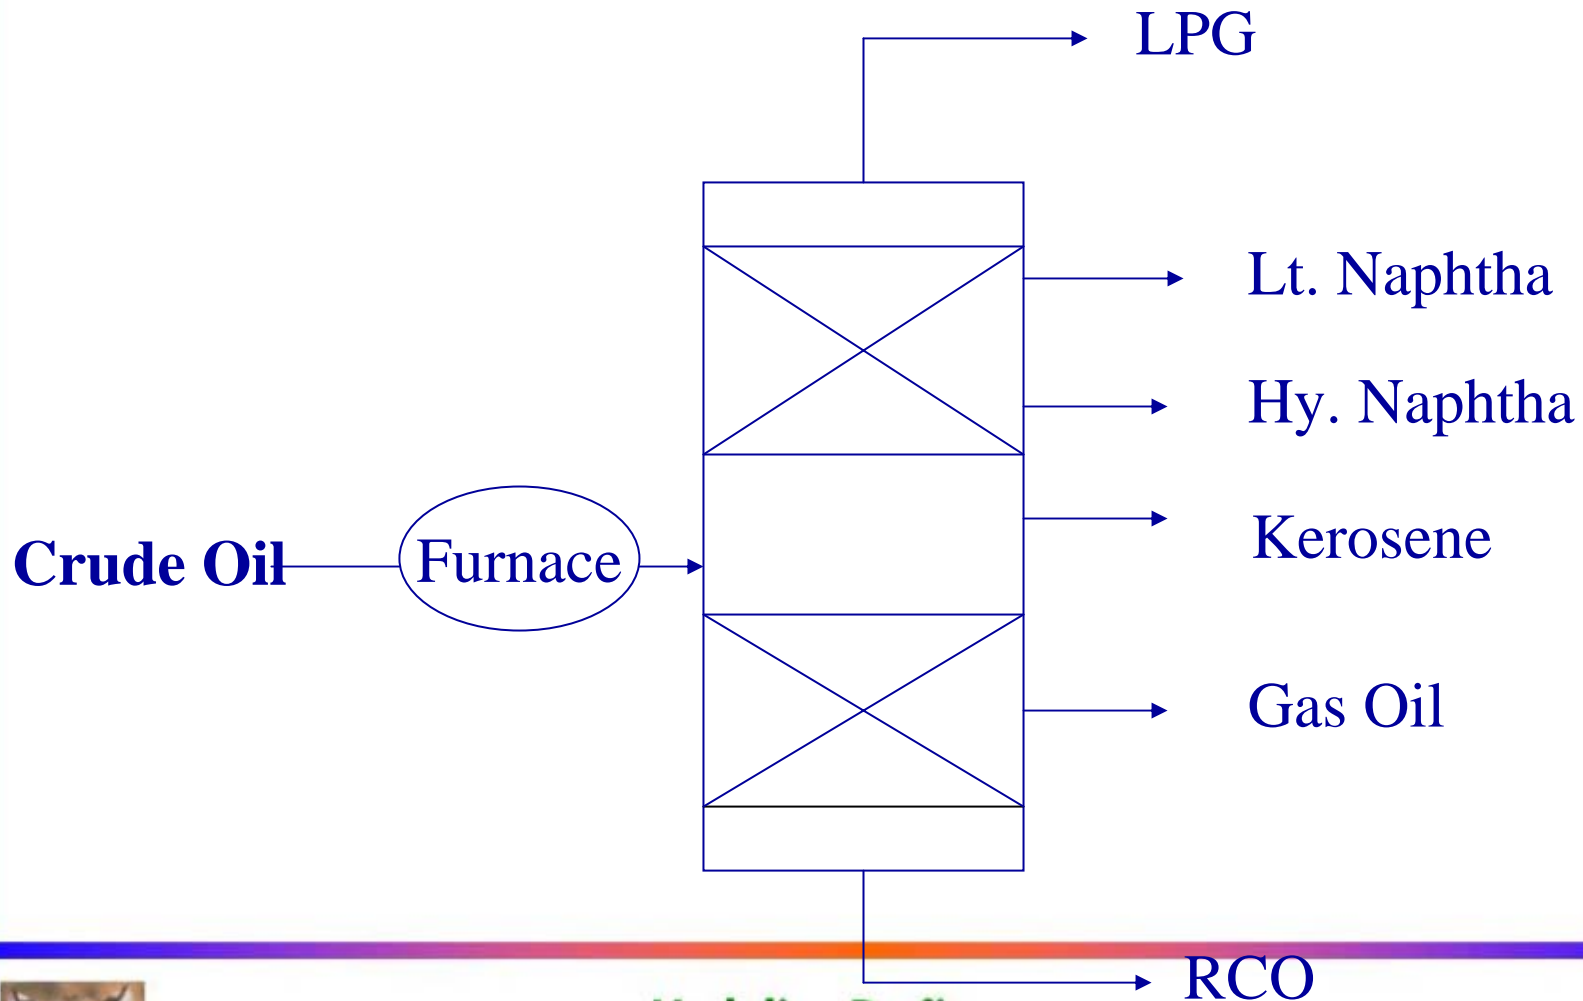 LPG
Lt. Naphtha
Hy. Naphtha
Kerosene
Crude Oil
Furnace
Gas Oil
RCO